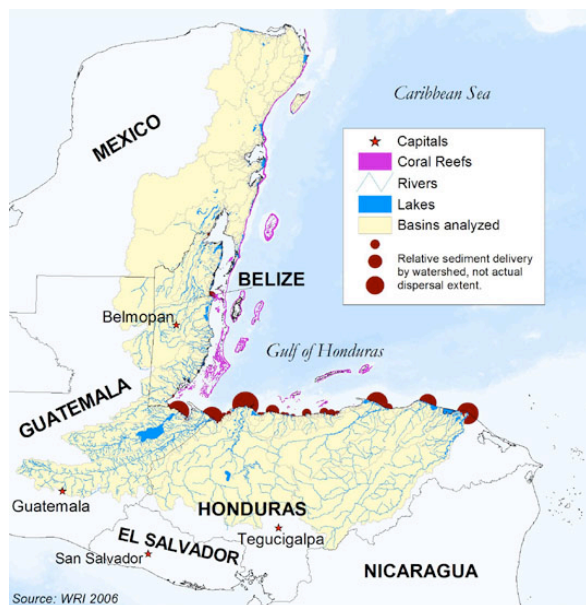 Caribbean Sea
MEXICO
Capitals
Coral Reefs
Rivers
Lakes
Basins analyzed
Relative sediment delivery
by watershed, not actual
dispersal extent.
BELIZE
Belmopan
Gulf of Honduras
GUATEMALA
Guatemala
HONDURAS
Tegucigalpa
EL SALVADOR
San Salvador
NICARAGUA
Source: WRI 2006